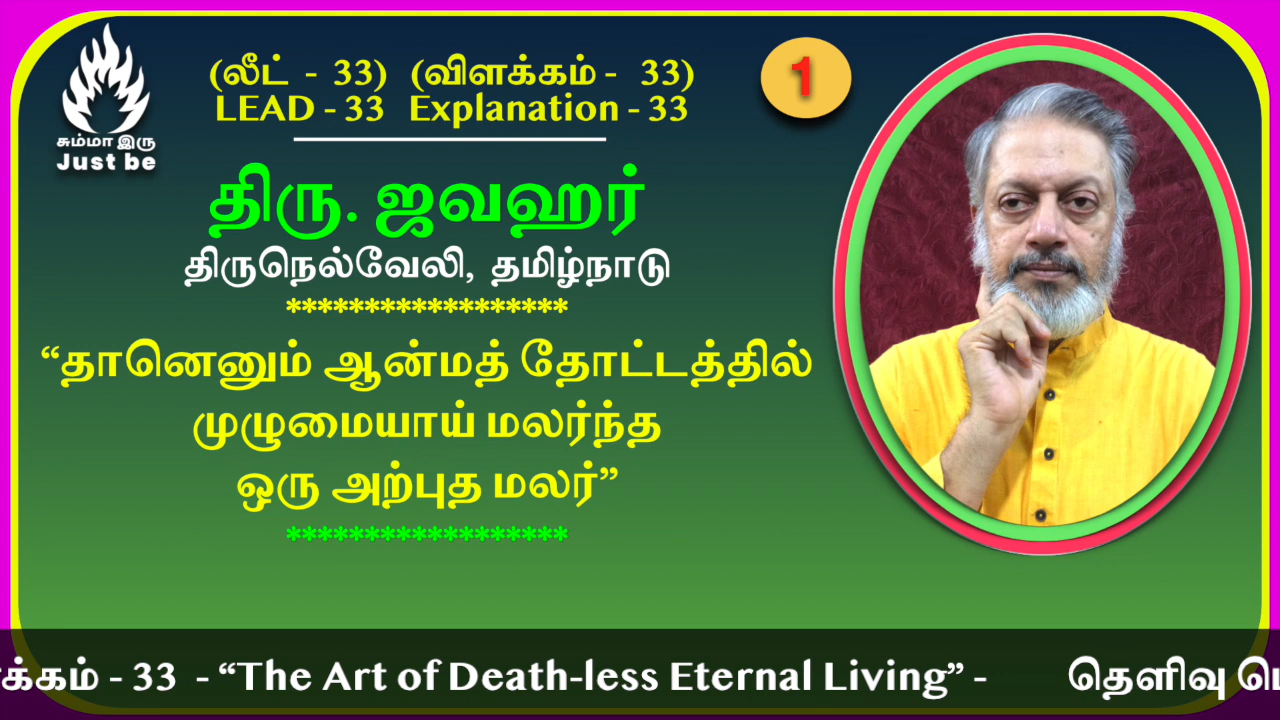 (லீட் - 33) (விளக்கம் - 33)
LEAD - 33 Explanation - 33
1
சும்மா இரு
Just be
திரு. ஜவஹர்
திருநெல்வேலி, தமிழ்நாடு
******************
“தானெனும் ஆன்மத் தோட்டத்தில்
முழுமையாய் மலர்ந்த
ஒரு அற்புத மலர்”
******************
க்கம் - 33 - “The Art of Death-less Eternal Living” - தெளிவு